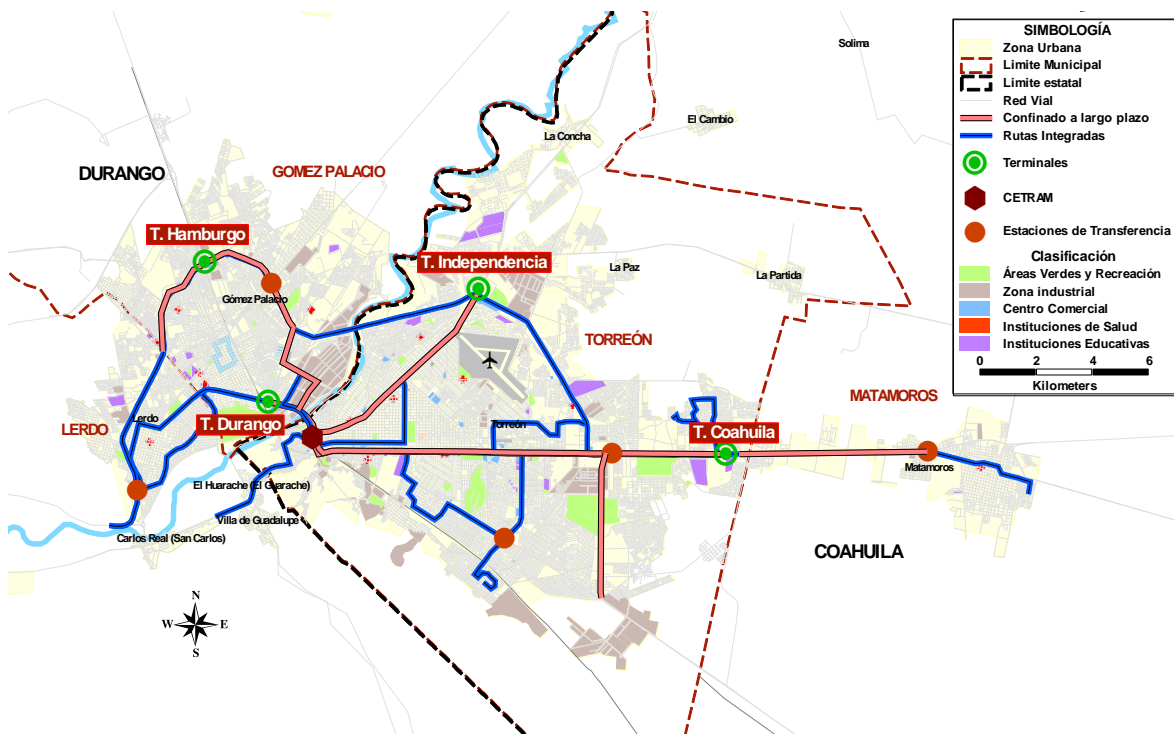 SIMBOLOGÍA
Zona Urbana
Limite Municipal
Limite estatal
Red Vial
Confinado a largo plazo
Rutas Integradas
Terminales
CETRAM
Estaciones de Transferencia
Clasificación
Áreas Verdes y Recreación
Zona industrial
Centro Comercial
Instituciones de Salud
Instituciones Educativas
0 2 4 6
Kilometers
Solima
El Cambio
La Concha
DURANGO
GOMEZ PALACIO
T. Hamburgo
T. Independencia
La Paz
La Partida
Gómez Palacio
TORREÓN
MATAMOROS
Lerdo
LERDO
T. Durango
Torreón
T. Coahuila
Matamoros
El Huarache (El Guarache)
Villa de Guadalupe
Carlos Real (San Carlos)
COAHUILA
N
W E
S